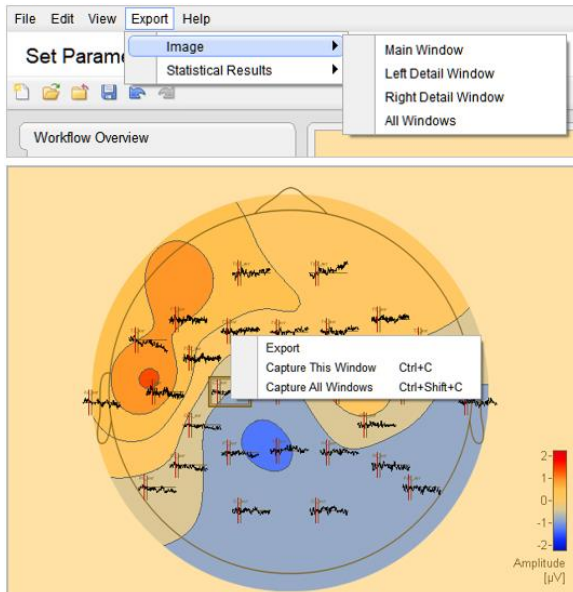 File Edit View Export Help
Set Parame
Image
Statistical Results
Main Window
Left Detail Window
Right Detail Window
All Windows
Workflow Overview
Export
Capture This Window Ctrl+C
Capture All Windows Ctrl+Shift+C
2
1
0
-1
-2
Amplitude
[µV]